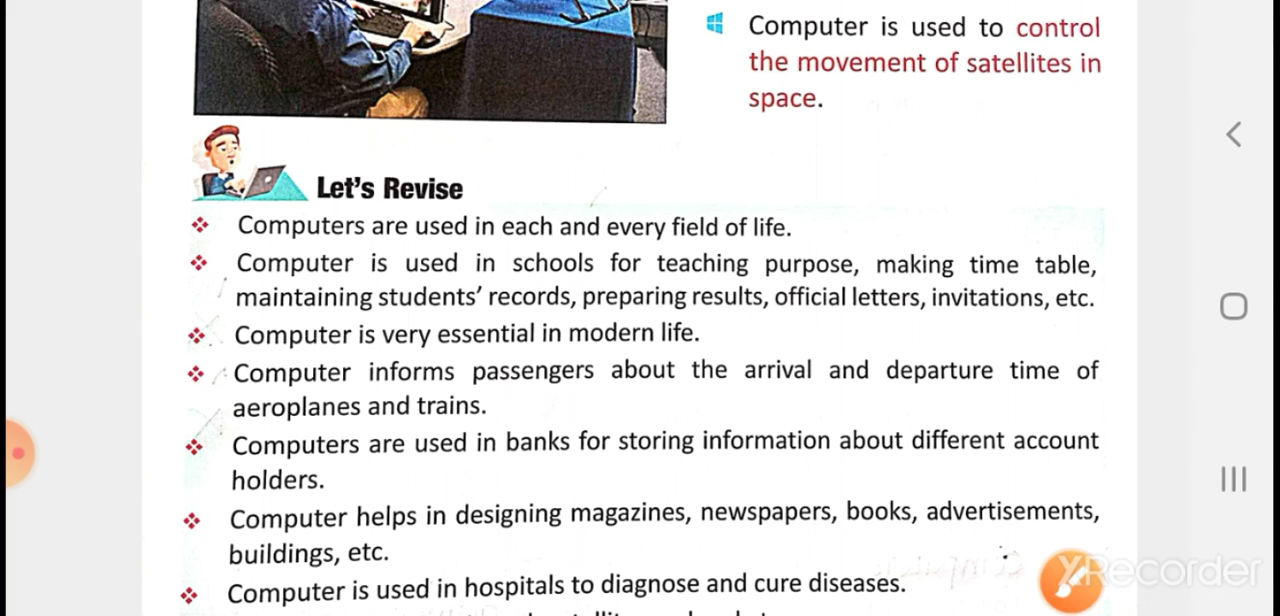 Computer is used to control
the movement of satellites in
space.
Let's Revise
Computers are used in each and every field of life.
Computer is used in schools for teaching purpose, making time table,
maintaining students' records, preparing results, official letters, invitations, etc.
Computer is very essential in modern life.
Computer informs passengers about the arrival and departure time of
aeroplanes and trains.
Computers are used in banks for storing information about different account
holders.
Computer helps in designing magazines, newspapers, books, advertisements,
buildings, etc.
Computer is used in hospitals to diagnose and cure diseases.
XRecorder